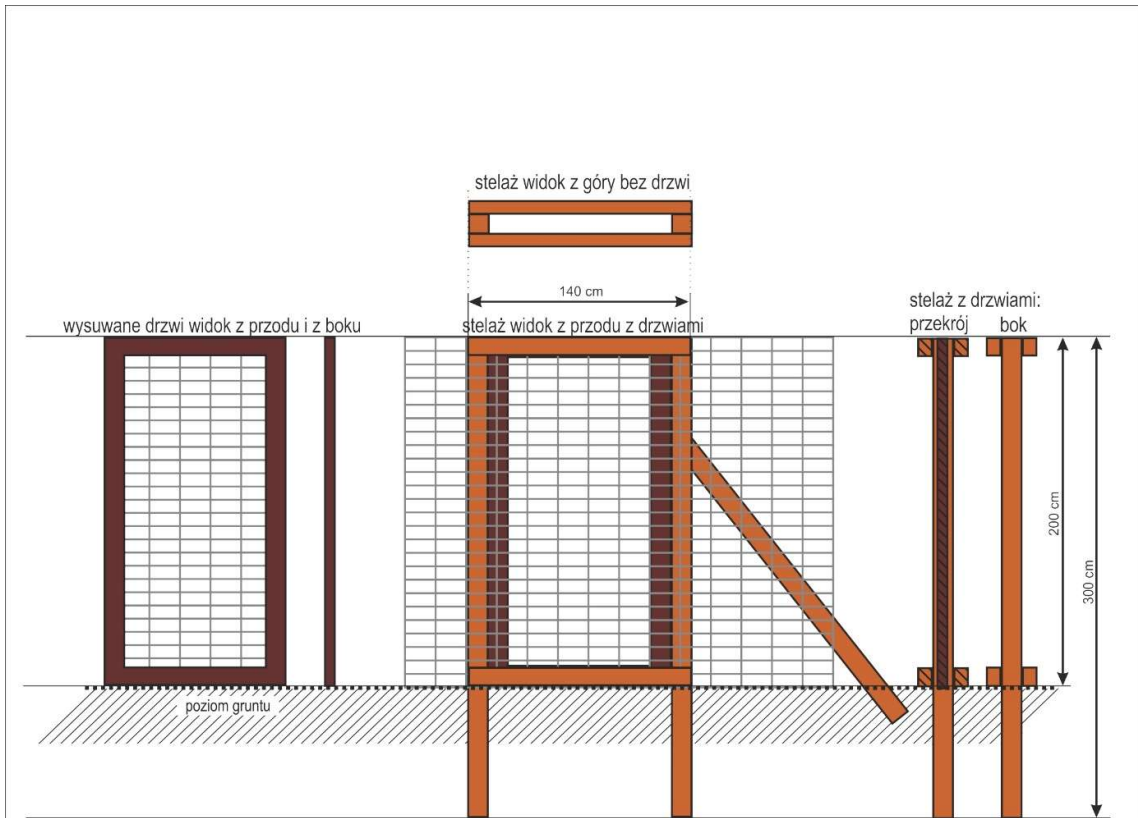 stelaż widok z góry bez drzwi
140 cm
stelaż z drzwiami:
wysuwane drzwi widok z przodu i z boku
stelaż widok z przodu z drzwiami
przekrój
bok
200 cm
300 cm
poziom gruntu